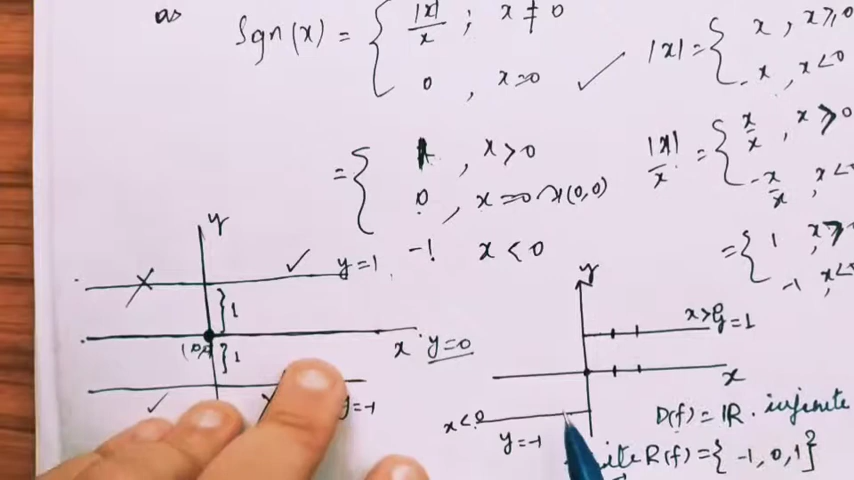 as Sgn(x) = { |x|/x ; x ≠ 0
0 , x=0 ✓
|x| = { x , x ≥ 0
-x , x < 0
= { 1 , x > 0
0 , x=0 (0,0)
-1 x < 0
|x|/x = { x/x , x ≥ 0
-x/x , x < 0
= { 1 , x ≥ 0
-1 , x < 0
y
y=1
1
x y=0
1
y=-1
y
x>0 y=1
x
x<0
y=-1
D(f) = IR . infinite
R(f) = { -1, 0, 1 }